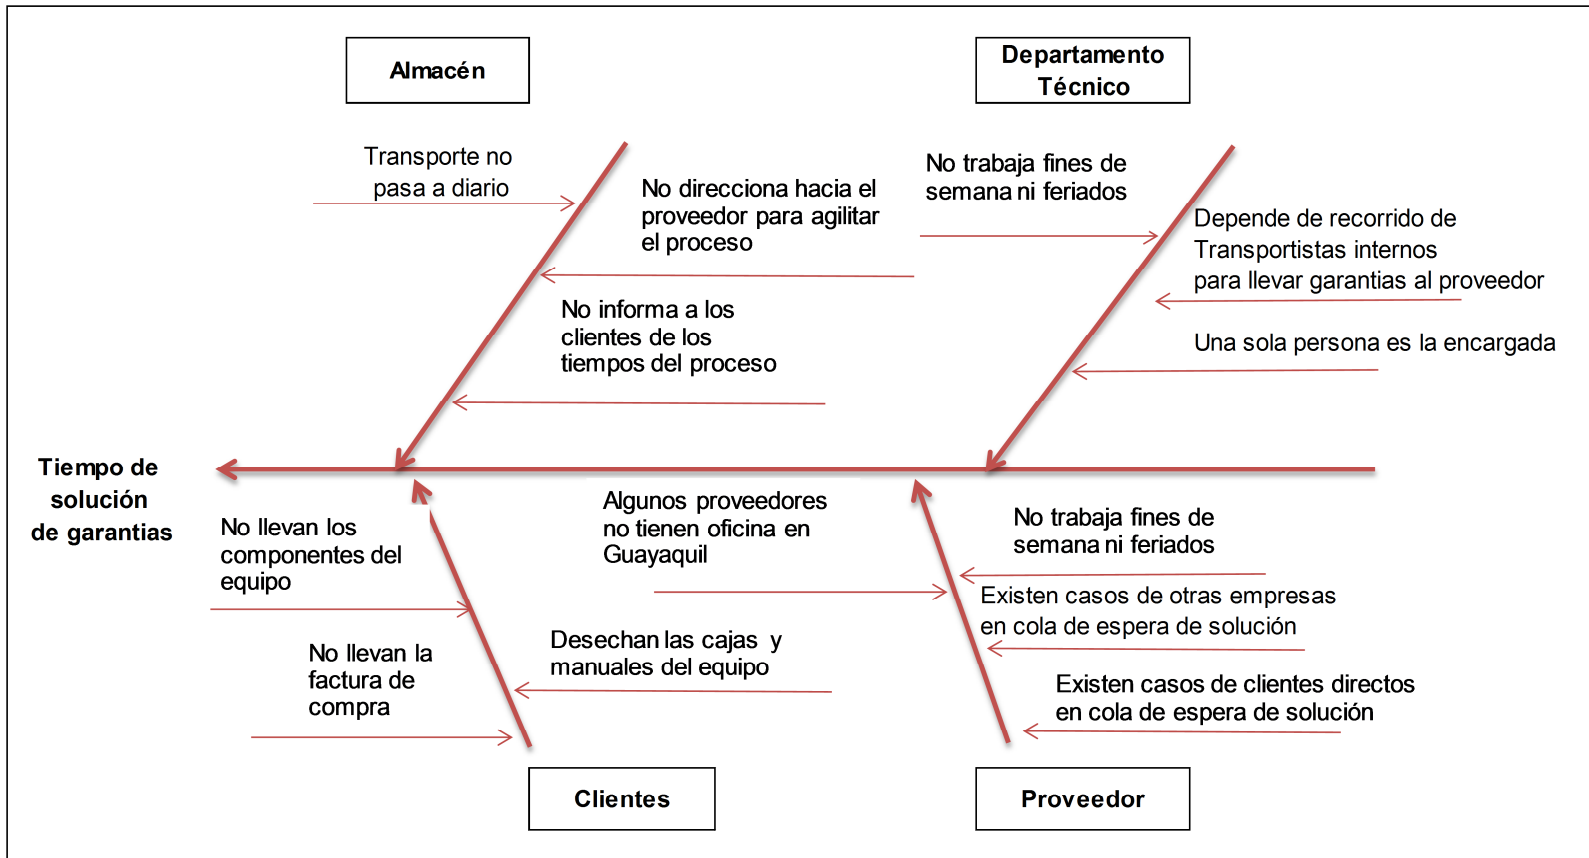 Almacén
Departamento
Técnico
Transporte no
pasa a diario
No direcciona hacia el
proveedor para agilitar
el proceso
No informa a los
clientes de los
tiempos del proceso
No trabaja fines de
semana ni feriados
Depende de recorrido de
Transportistas internos
para llevar garantias al proveedor
Una sola persona es la encargada
Tiempo de
solución
de garantias
No llevan los
componentes del
equipo
No llevan la
factura de
compra
Desechan las cajas y
manuales del equipo
Algunos proveedores
no tienen oficina en
Guayaquil
No trabaja fines de
semana ni feriados
Existen casos de otras empresas
en cola de espera de solución
Existen casos de clientes directos
en cola de espera de solución
Clientes
Proveedor